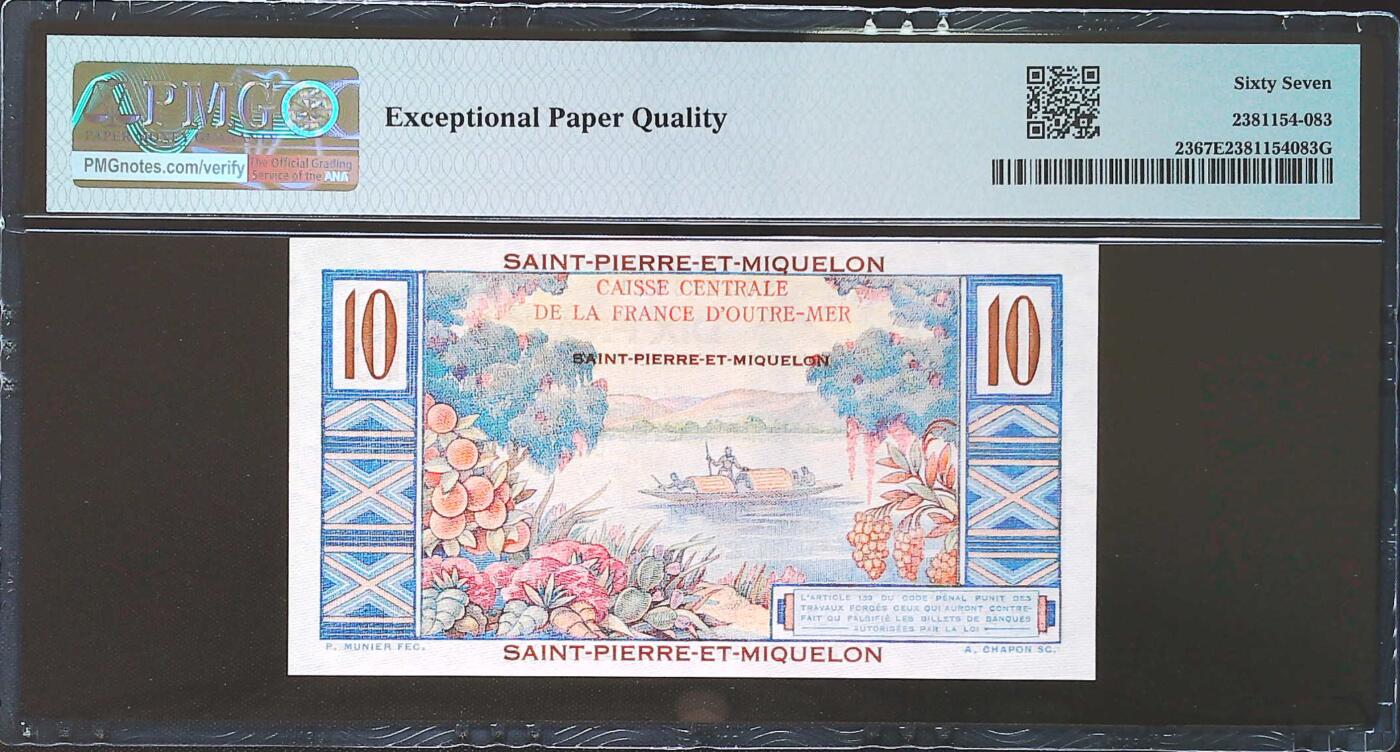 PMG
PMGnotes.com/verify
The Official Grading
Service of the ANA
Exceptional Paper Quality
Sixty Seven
2381154-083
2367E2381154083G
SAINT-PIERRE-ET-MIQUELON
10
CAISSE CENTRALE
DE LA FRANCE D'OUTRE-MER
10
SAINT-PIERRE-ET-MIQUELON
L'ARTICLE 139 DU CODE PÉNAL PUNIT DES
TRAVAUX FORCÉS CEUX QUI AURONT CONTRE-
FAIT OU FALSIFIÉ LES BILLETS DE BANQUES
AUTORISÉES PAR LA LOI
P. MUNIER FEC.
SAINT-PIERRE-ET-MIQUELON
A. CHAPON SC.